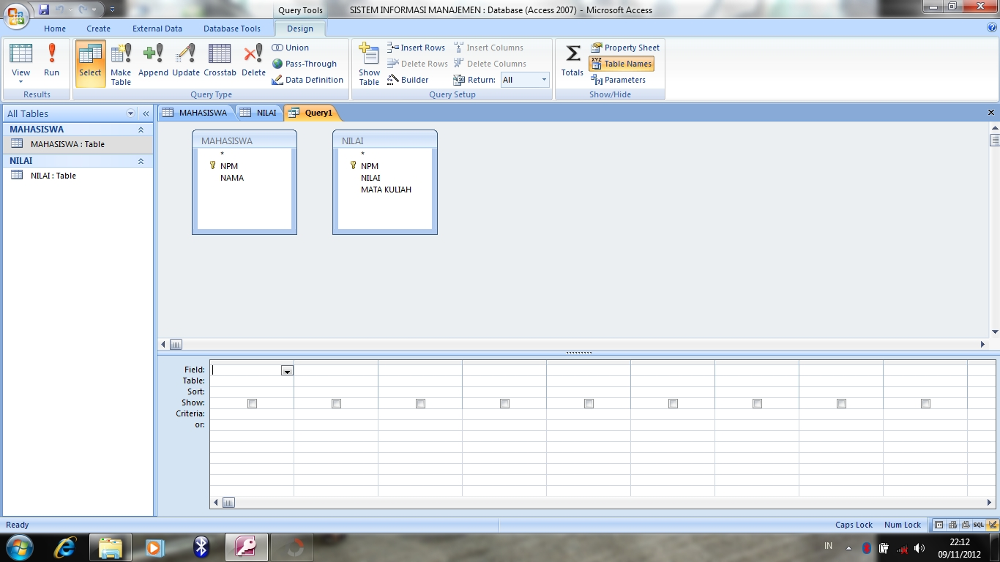 Query Tools
SISTEM INFORMASI MANAJEMEN : Database (Access 2007) - Microsoft Access
Home Create External Data Database Tools Design
View Run
Results
Select Make Table Append Update Crosstab Delete
Union
Pass-Through
Data Definition
Query Type
Show Table
Insert Rows
Delete Rows
Builder
Insert Columns
Delete Columns
Return: All
Query Setup
Totals
Property Sheet
XYZ Table Names
Parameters
Show/Hide
All Tables
MAHASISWA
MAHASISWA : Table
NILAI
NILAI : Table
MAHASISWA NILAI Query1
MAHASISWA
*
NPM
NAMA
NILAI
*
NPM
NILAI
MATA KULIAH
Field:
Table:
Sort:
Show:
Criteria:
or:
Ready
Caps Lock Num Lock SQL
IN
22:12
09/11/2012